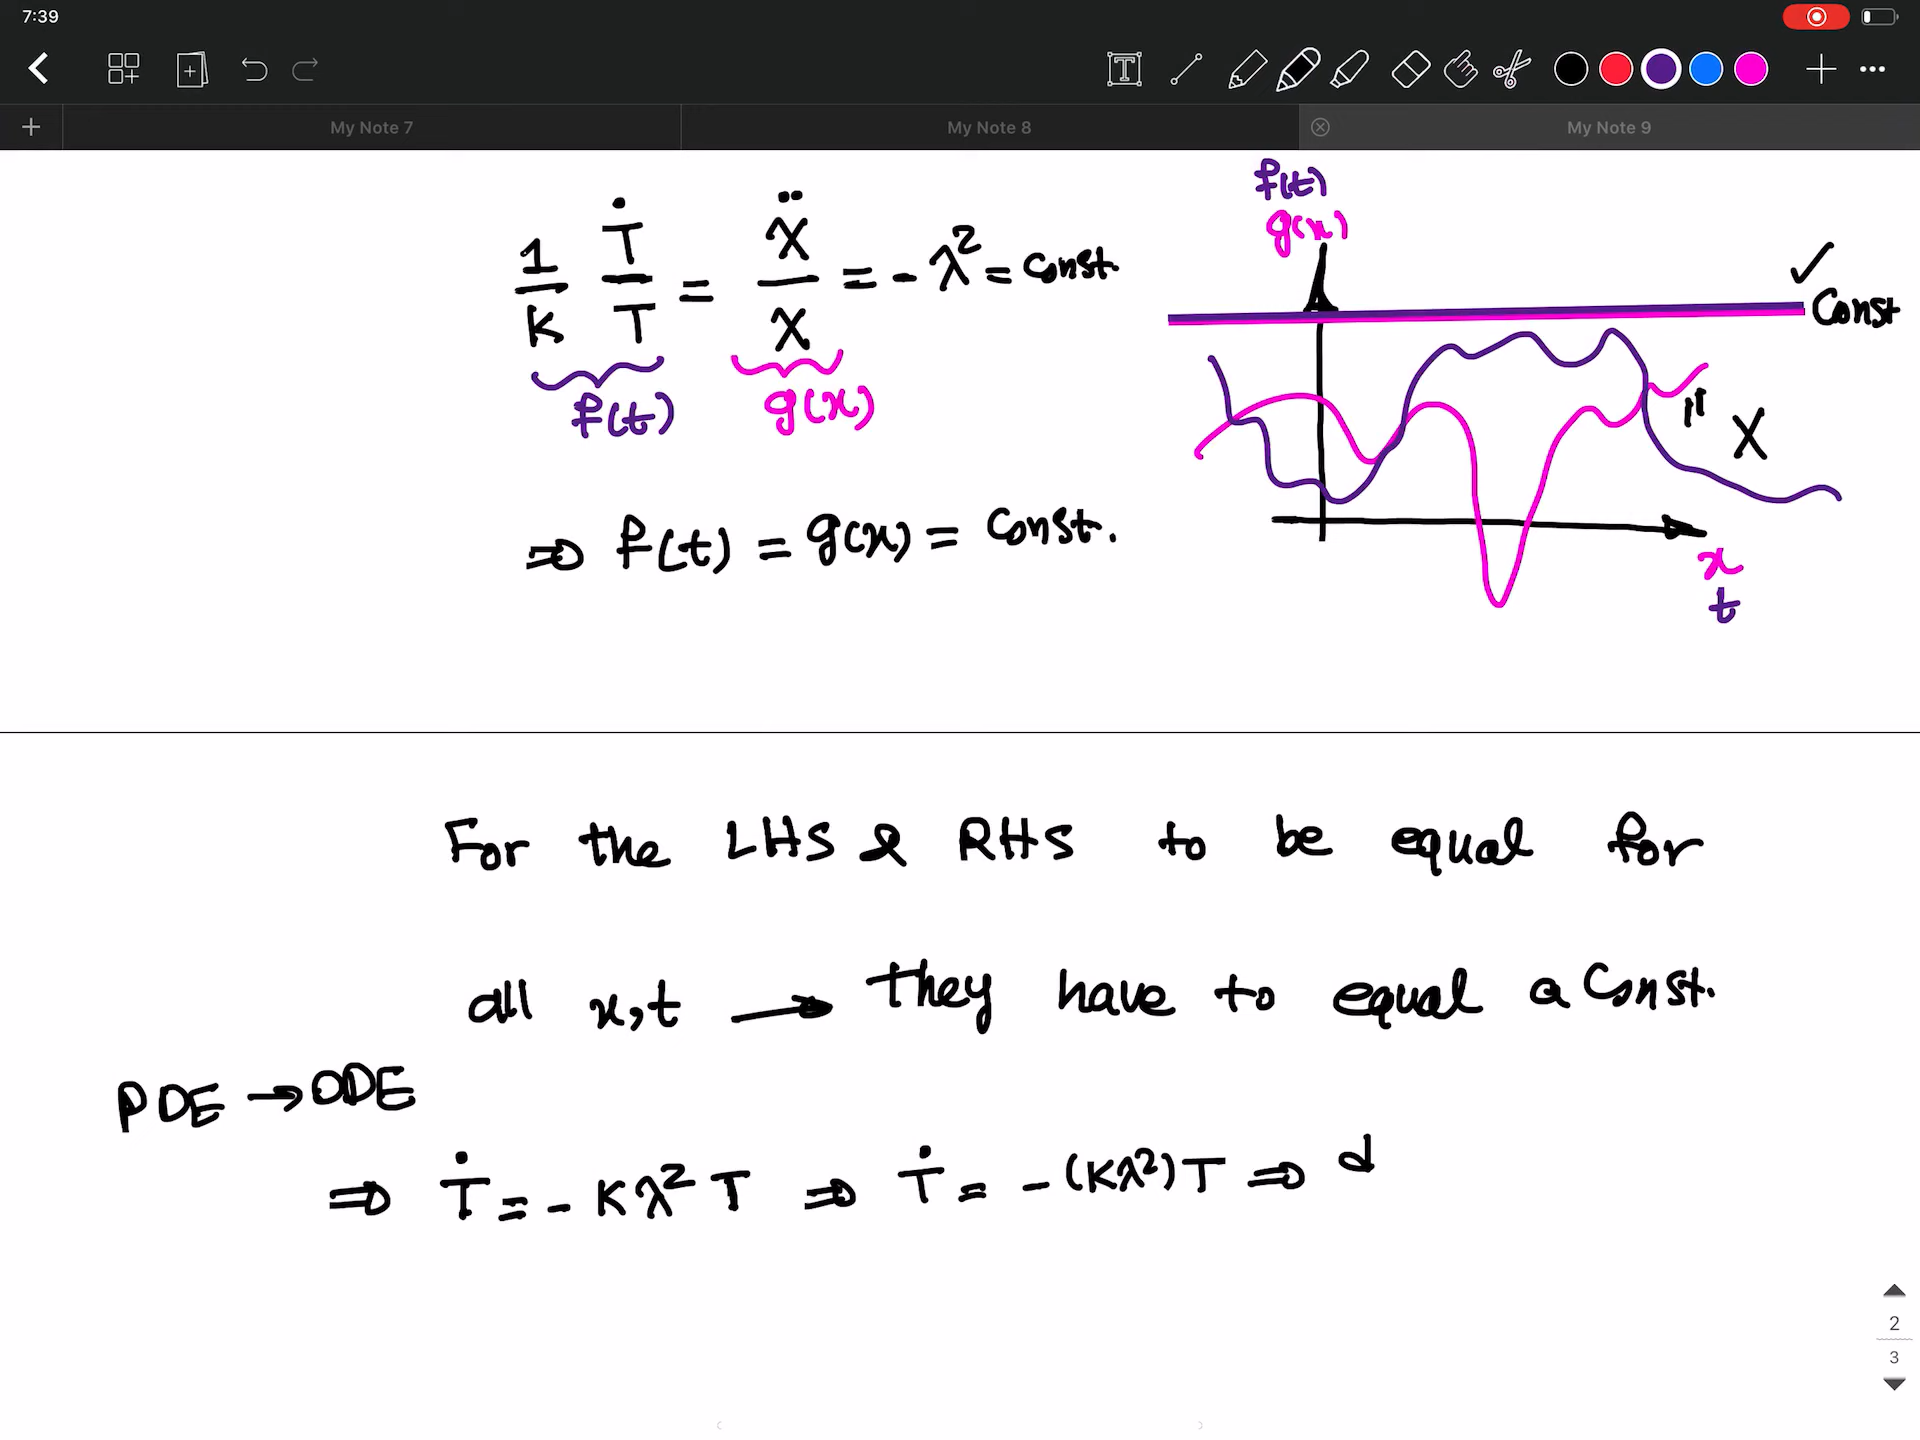 7:39
My Note 7
My Note 8
My Note 9
1/K Ṫ/T = Ẍ/X = - λ² = Const.
f(t)
g(x)
f(t)
g(x)
✓
Const
X
x
t
⇒ f(t) = g(x) = Const.
For the LHS & RHS to be equal for
all x,t → they have to equal a Const.
PDE → ODE
⇒ Ṫ = - Kλ² T ⇒ Ṫ = - (Kλ²) T ⇒ d
2
3